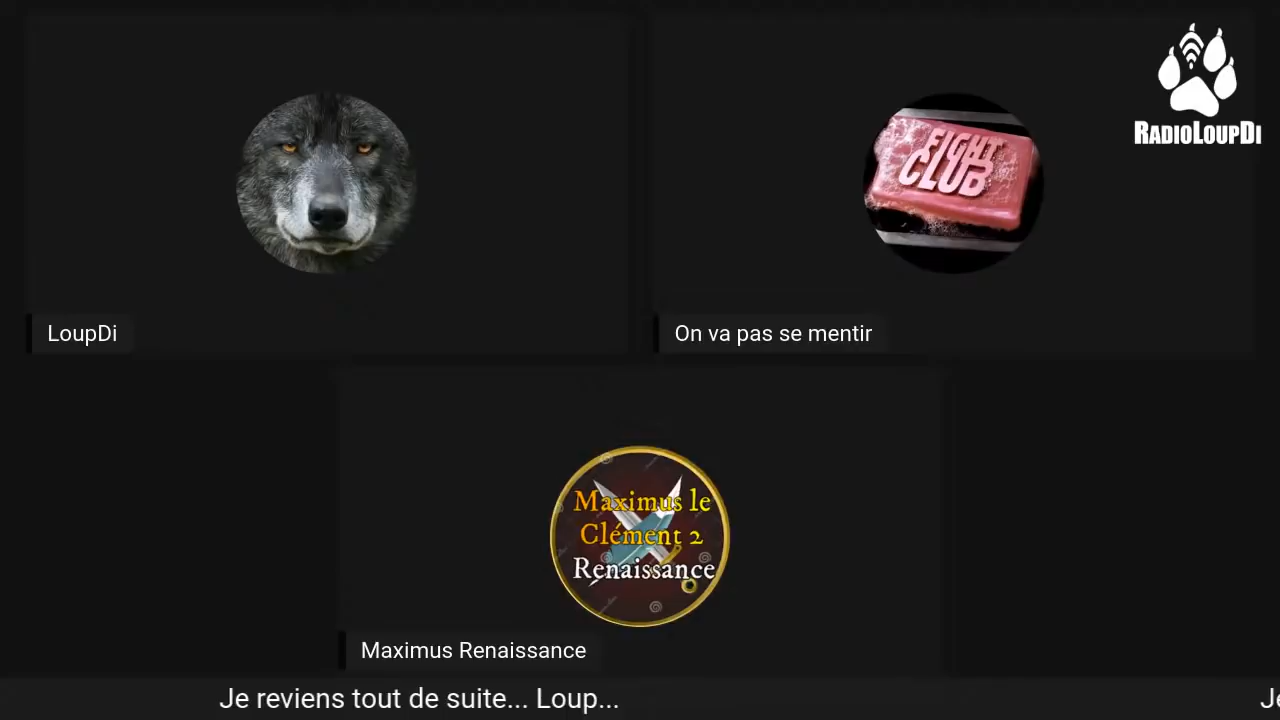 RADIOLOUPDI
FIGHT
CLUB
LoupDi
On va pas se mentir
Maximus le
Clément 2
Renaissance
Maximus Renaissance
Je reviens tout de suite... Loup...
Je